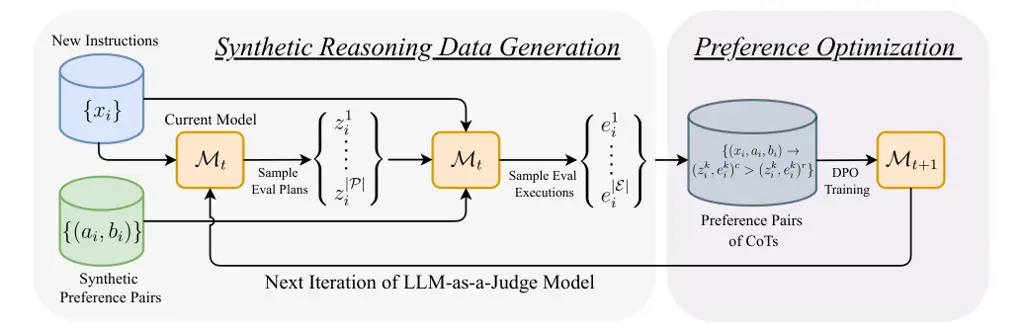 New Instructions
Synthetic Reasoning Data Generation
Preference Optimization
{x_i}
Current Model
M_t
Sample
Eval Plans
z_i^1
⋮
⋮
z_i^{|P|}
M_t
Sample Eval
Executions
e_i^1
⋮
⋮
e_i^{|E|}
{(x_i, a_i, b_i) →
(z_i^k, e_i^k)^c > (z_i^k, e_i^k)^r}
DPO
Training
M_{t+1}
Preference Pairs
of CoTs
{(a_i, b_i)}
Synthetic
Preference Pairs
Next Iteration of LLM-as-a-Judge Model